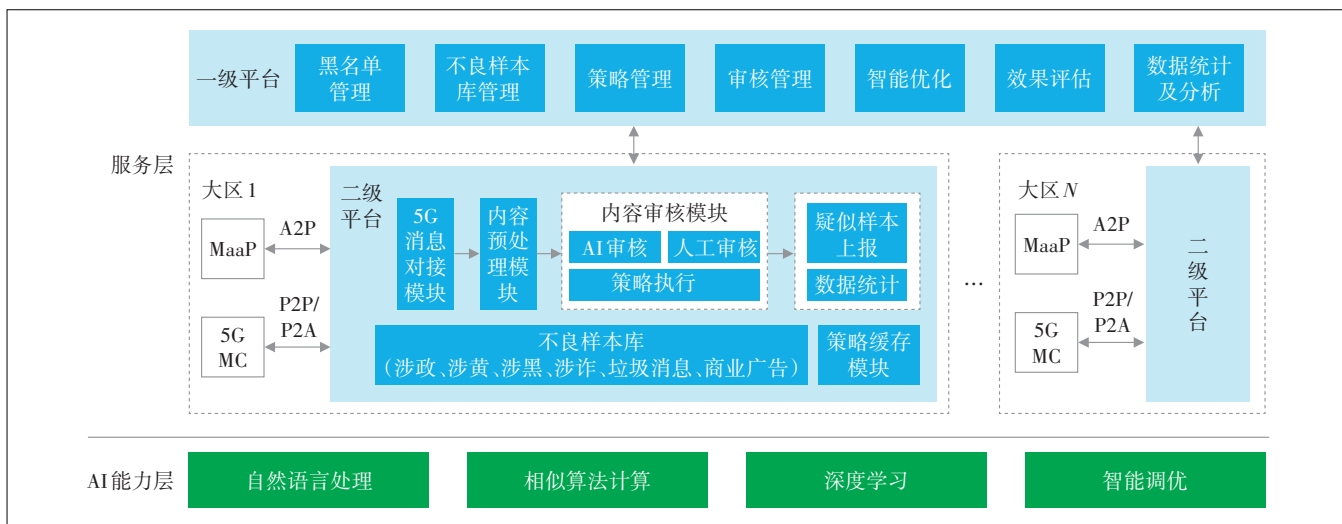 一级平台
黑名单
管理
不良样本
库管理
策略管理
审核管理
智能优化
效果评估
数据统计
及分析
服务层
大区1
MaaP
A2P
5G
MC
P2P/
P2A
二级
平台
5G
消息
对接
模块
内容
预处
理模
块
内容审核模块
AI审核
人工审核
策略执行
疑似样本
上报
数据统计
不良样本库
（涉政、涉黄、涉黑、涉诈、垃圾消息、商业广告）
策略缓存
模块
...
大区N
MaaP
A2P
5G
MC
P2P/
P2A
二
级
平
台
AI能力层
自然语言处理
相似算法计算
深度学习
智能调优